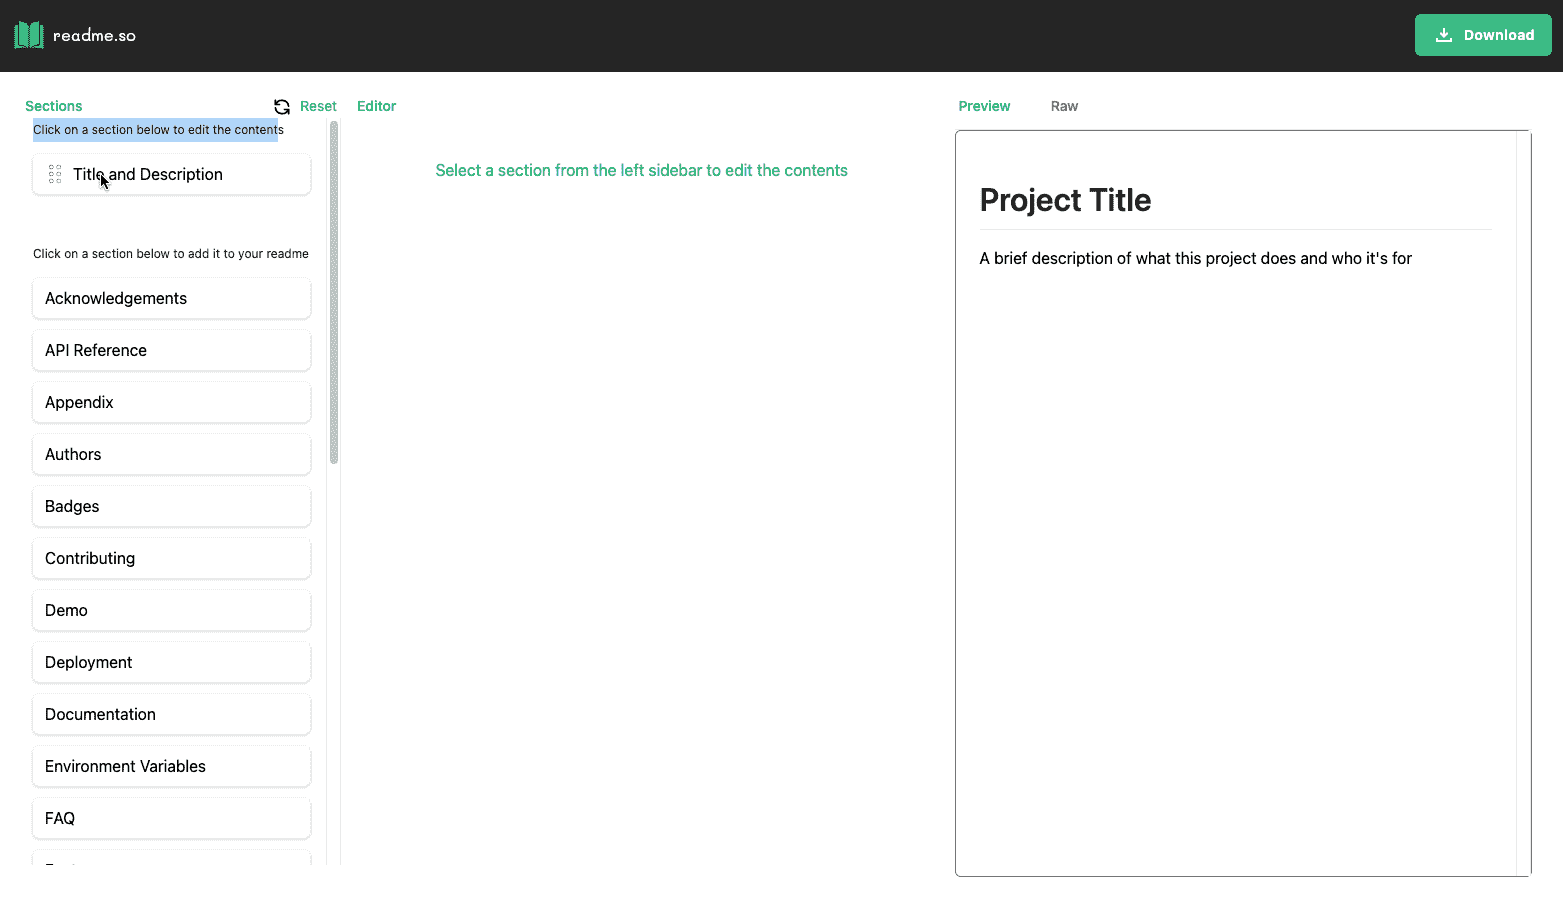 readme.so
Download
Sections
Reset
Editor
Preview
Raw
Click on a section below to edit the contents
Title and Description
Click on a section below to add it to your readme
Acknowledgements
API Reference
Appendix
Authors
Badges
Contributing
Demo
Deployment
Documentation
Environment Variables
FAQ
Select a section from the left sidebar to edit the contents
Project Title
A brief description of what this project does and who it's for